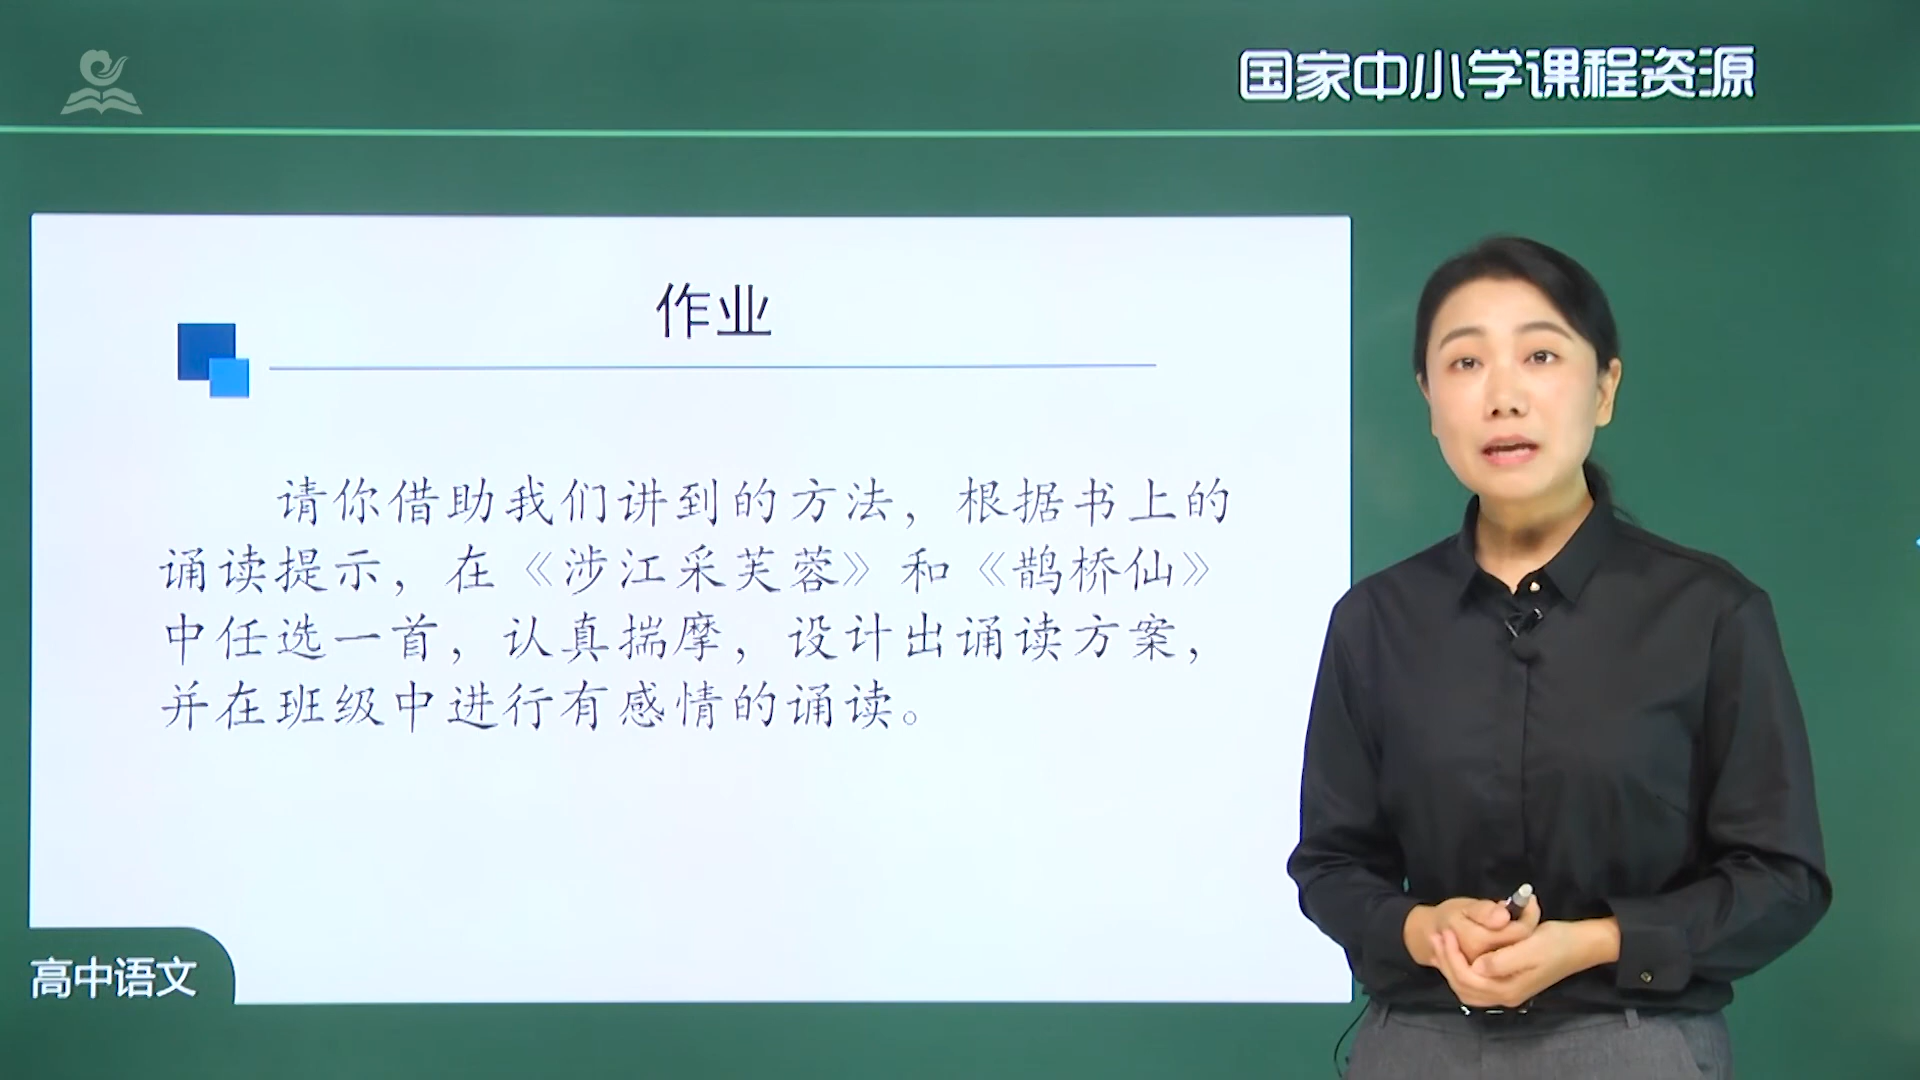 国家中小学课程资源
作业
请你借助我们讲到的方法，根据书上的
诵读提示，在《涉江采芙蓉》和《鹊桥仙》
中任选一首，认真揣摩，设计出诵读方案，
并在班级中进行有感情的诵读。
高中语文